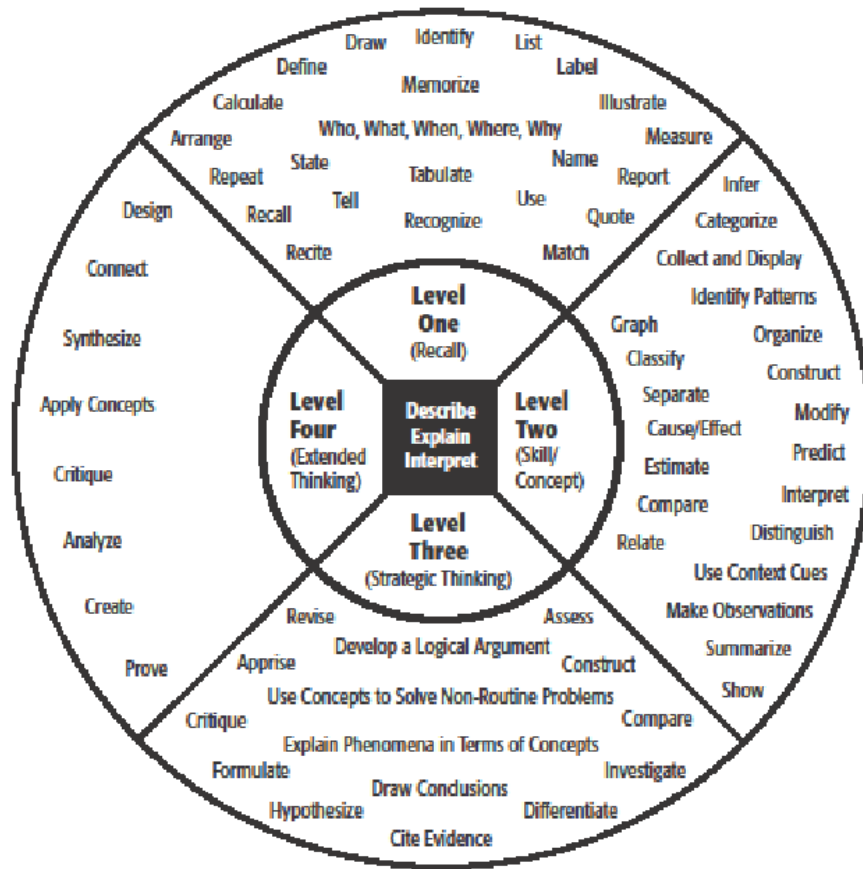 Draw
Identify
List
Define
Memorize
Label
Calculate
Illustrate
Arrange
Who, What, When, Where, Why
Measure
State
Name
Repeat
Tabulate
Report
Tell
Use
Recall
Recognize
Quote
Recite
Match
Level
One
(Recall)
Infer
Categorize
Collect and Display
Identify Patterns
Graph
Organize
Classify
Construct
Separate
Modify
Cause/Effect
Predict
Estimate
Interpret
Compare
Distinguish
Relate
Use Context Cues
Make Observations
Summarize
Show
Level
Two
(Skill/
Concept)
Describe
Explain
Interpret
Level
Four
(Extended
Thinking)
Design
Connect
Synthesize
Apply Concepts
Critique
Analyze
Create
Prove
Level
Three
(Strategic Thinking)
Revise
Assess
Develop a Logical Argument
Apprise
Construct
Use Concepts to Solve Non-Routine Problems
Critique
Compare
Explain Phenomena in Terms of Concepts
Formulate
Investigate
Draw Conclusions
Hypothesize
Differentiate
Cite Evidence